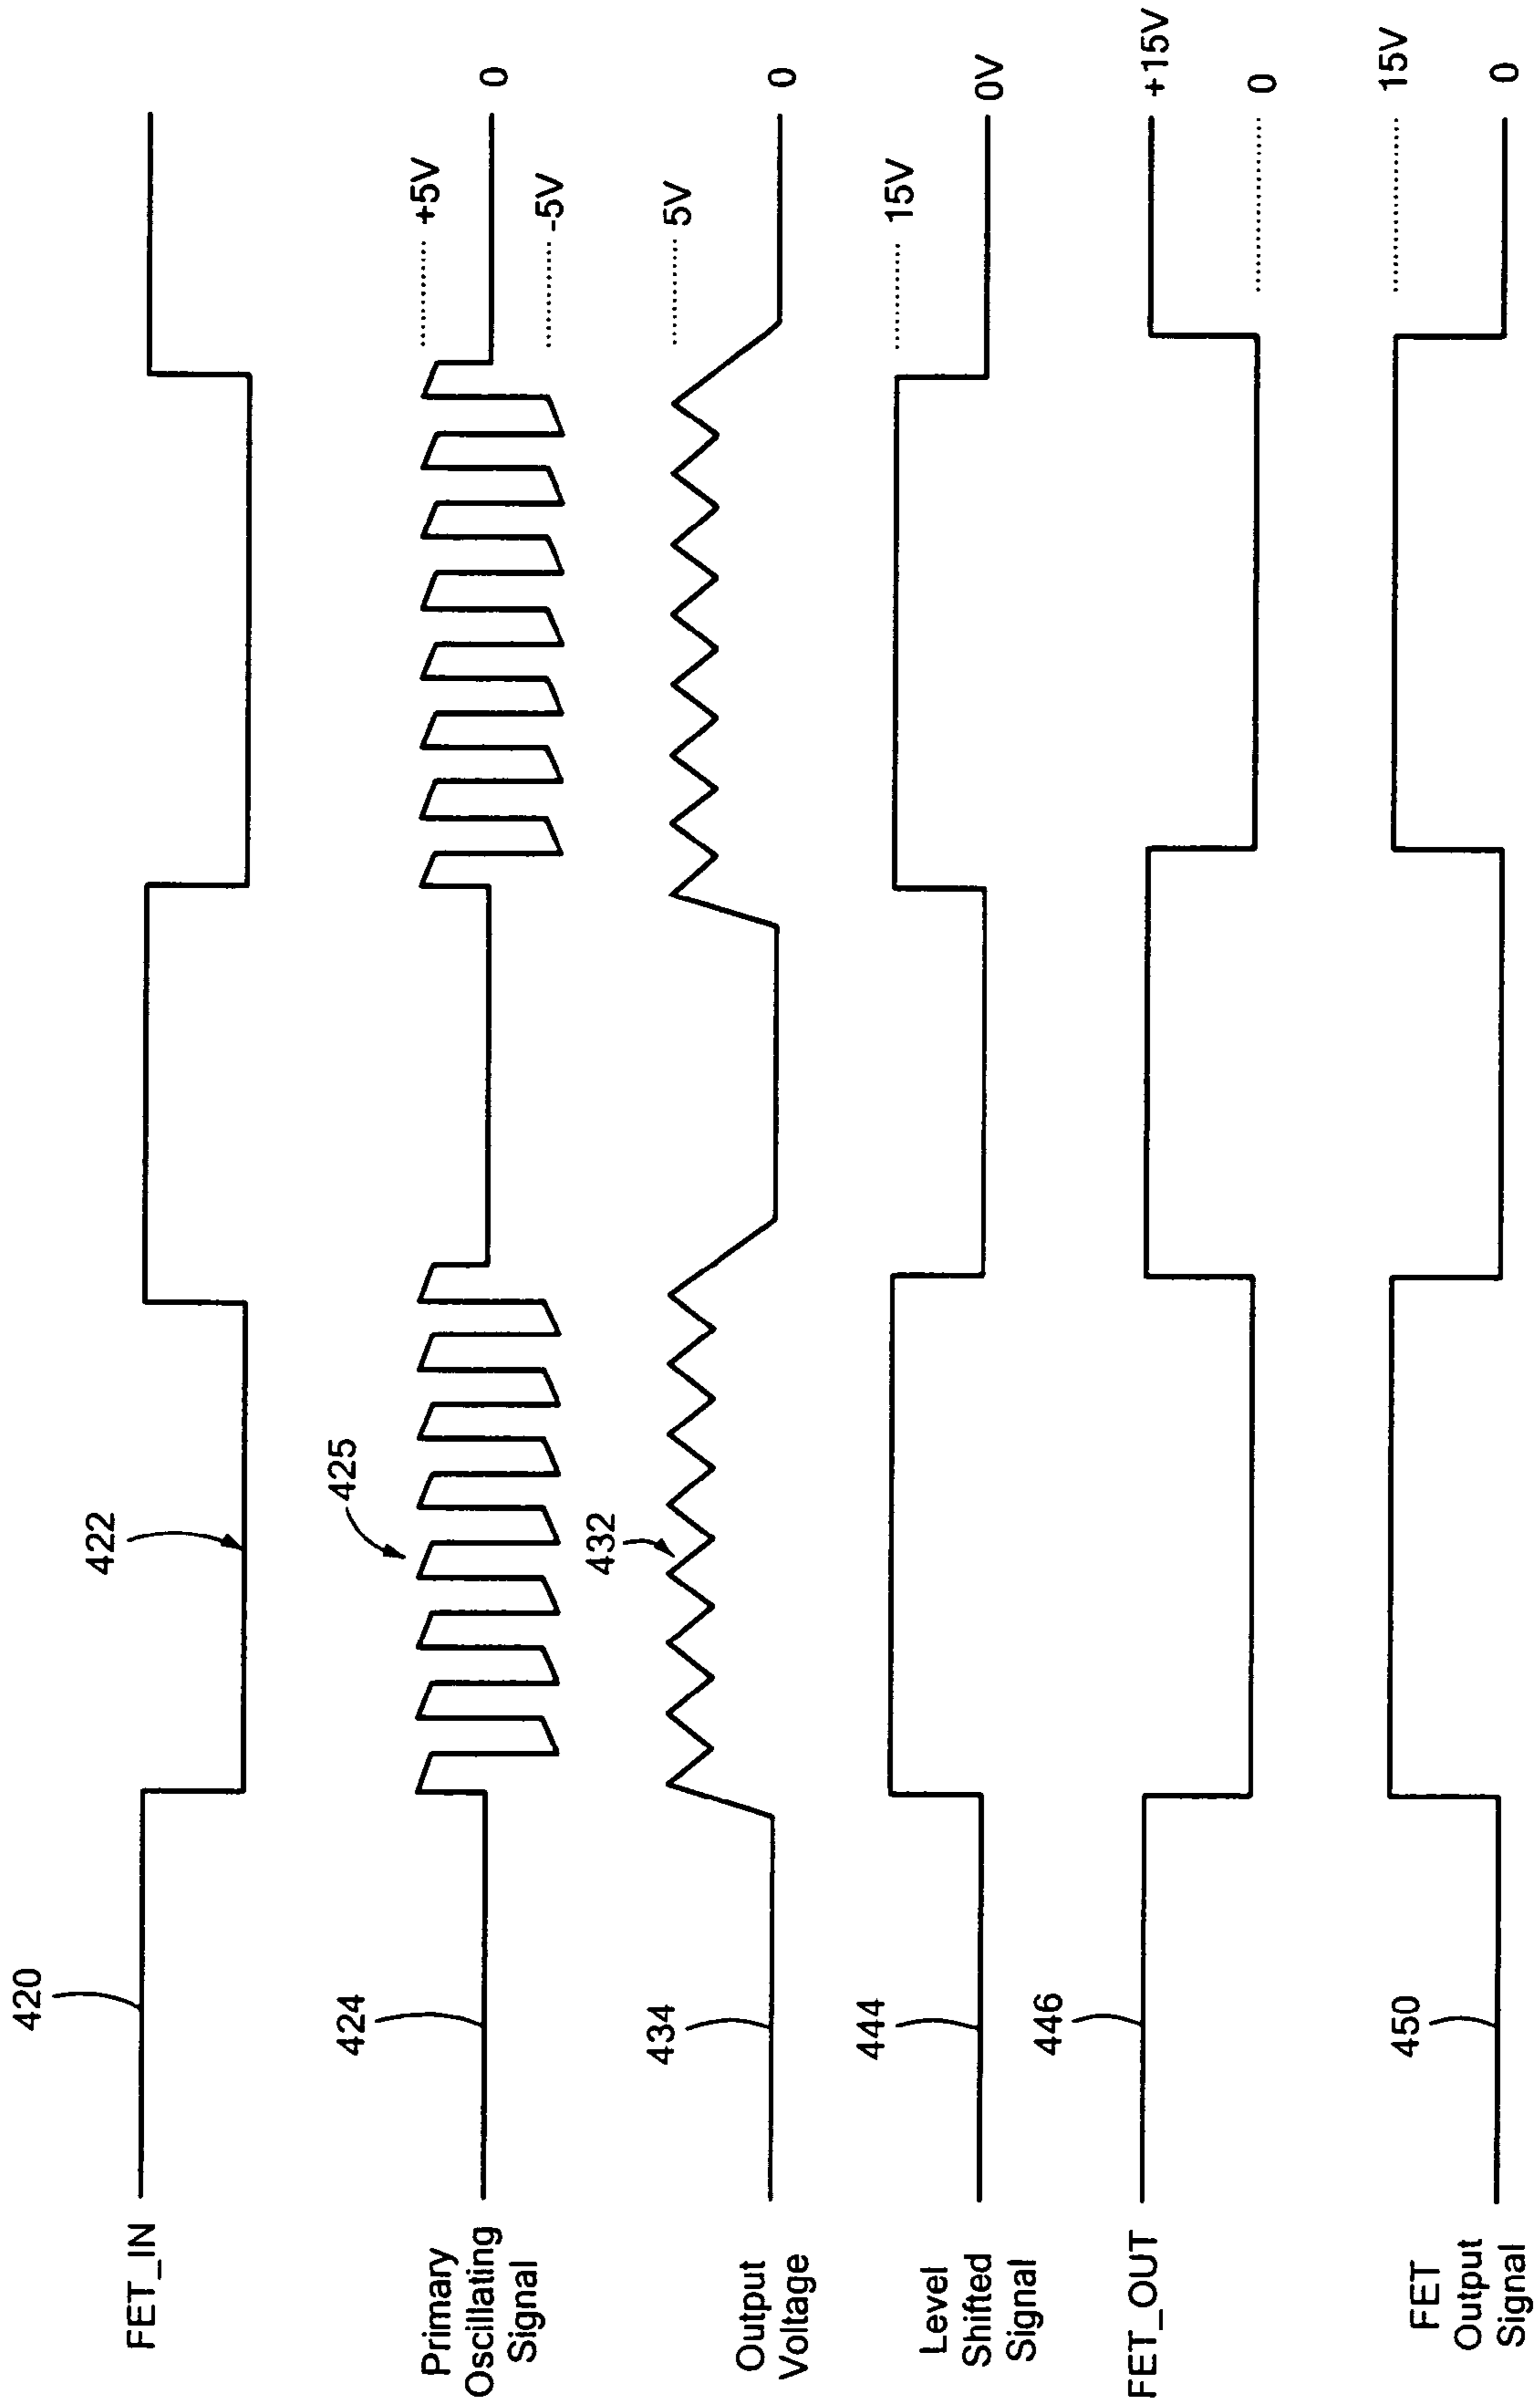 FET_IN
420
422
Primary
Oscillating
Signal
424
425
+5V
0
-5V
Output
Voltage
434
432
5V
0
Level
Shifted
Signal
444
15V
0V
FET_OUT
446
+15V
0
FET
Output
Signal
450
15V
0